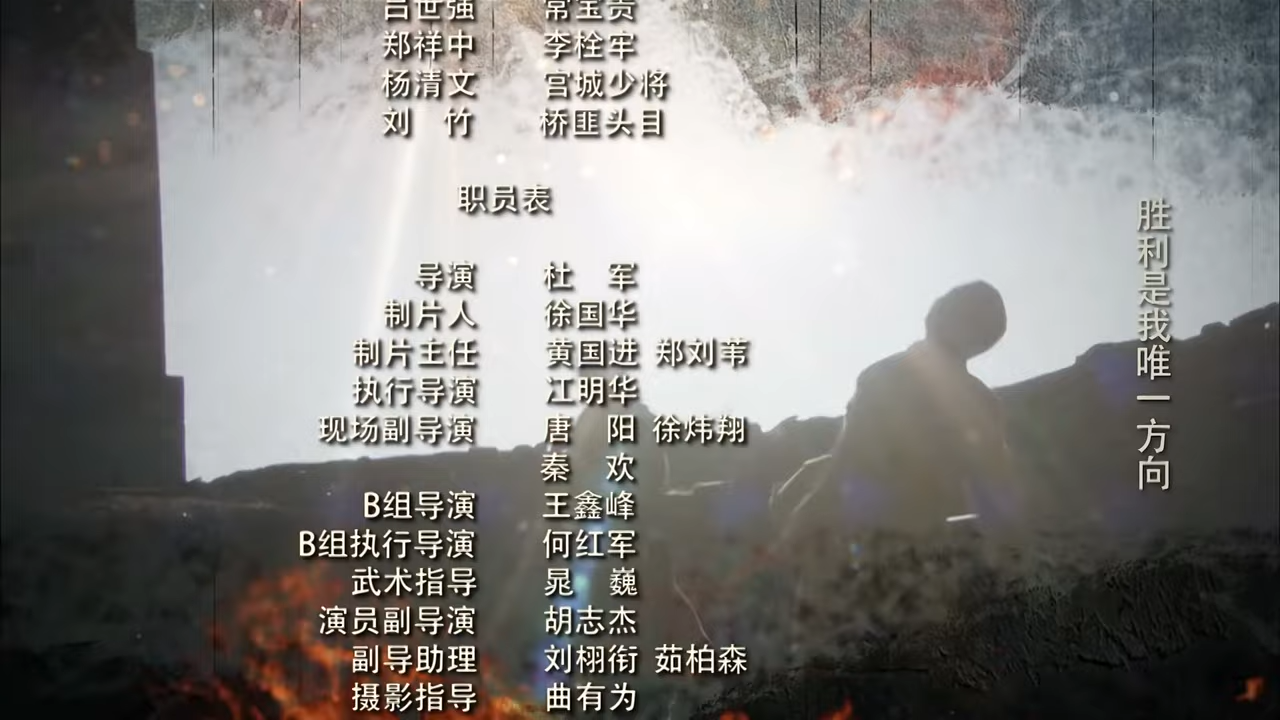 吕世强 常宝贵
郑祥中 李栓牢
杨清文 宫城少将
刘 竹 桥匪头目
职员表
导演 杜 军
制片人 徐国华
制片主任 黄国进 郑刘苇
执行导演 江明华
现场副导演 唐 阳 徐炜翔
秦 欢
B组导演 王鑫峰
B组执行导演 何红军
武术指导 晁 巍
演员副导演 胡志杰
副导助理 刘栩衔 茹柏森
摄影指导 曲有为
胜利是我唯一方向